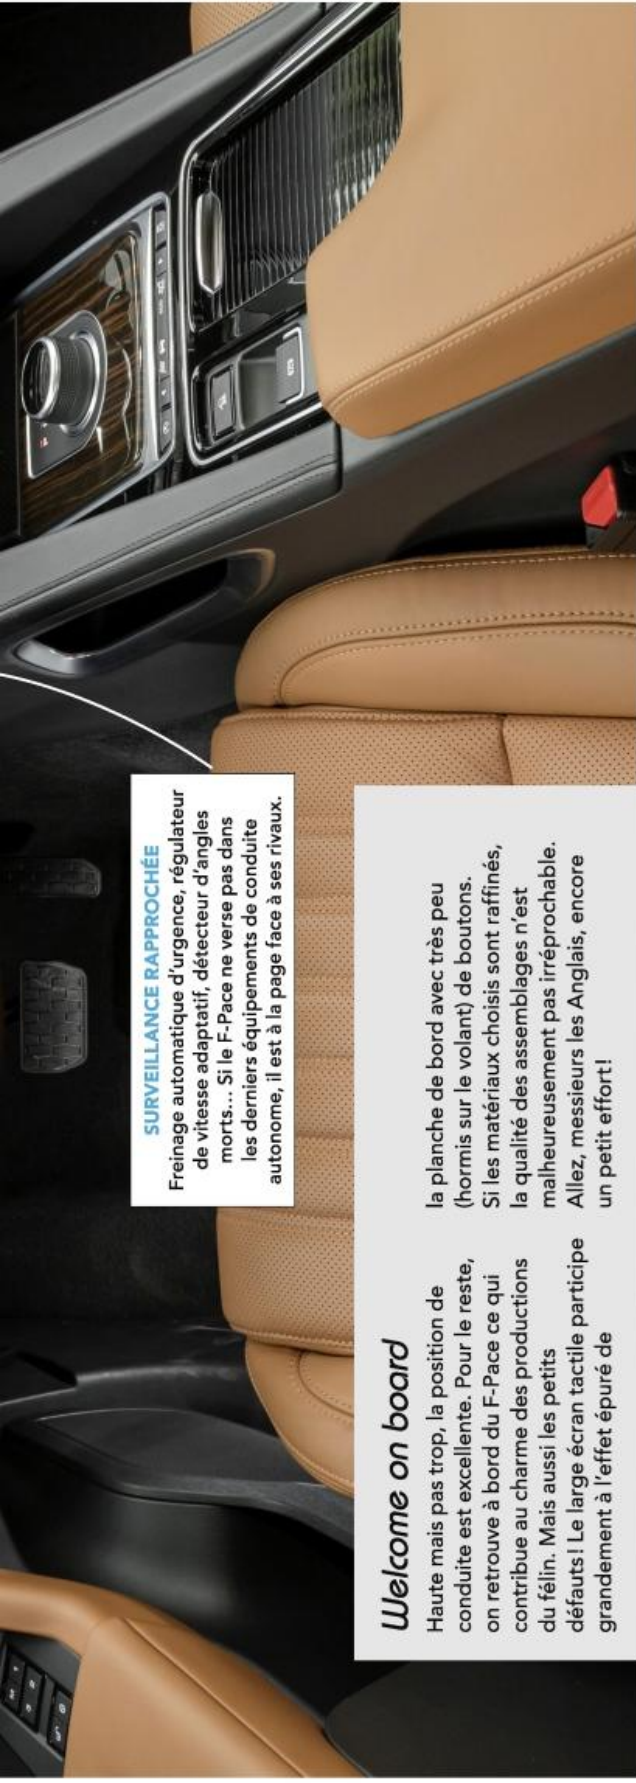 SURVEILLANCE RAPPROCHÉE
Freinage automatique d'urgence, régulateur
de vitesse adaptatif, détecteur d'angles
morts... Si le F-Pace ne verse pas dans
les derniers équipements de conduite
autonome, il est à la page face à ses rivaux.
Welcome on board
Haute mais pas trop, la position de
conduite est excellente. Pour le reste,
on retrouve à bord du F-Pace ce qui
contribue au charme des productions
du félin. Mais aussi les petits
défauts! Le large écran tactile participe
grandement à l'effet épuré de
la planche de bord avec très peu
(hormis sur le volant) de boutons.
Si les matériaux choisis sont raffinés,
la qualité des assemblages n'est
malheureusement pas irréprochable.
Allez, messieurs les Anglais, encore
un petit effort!